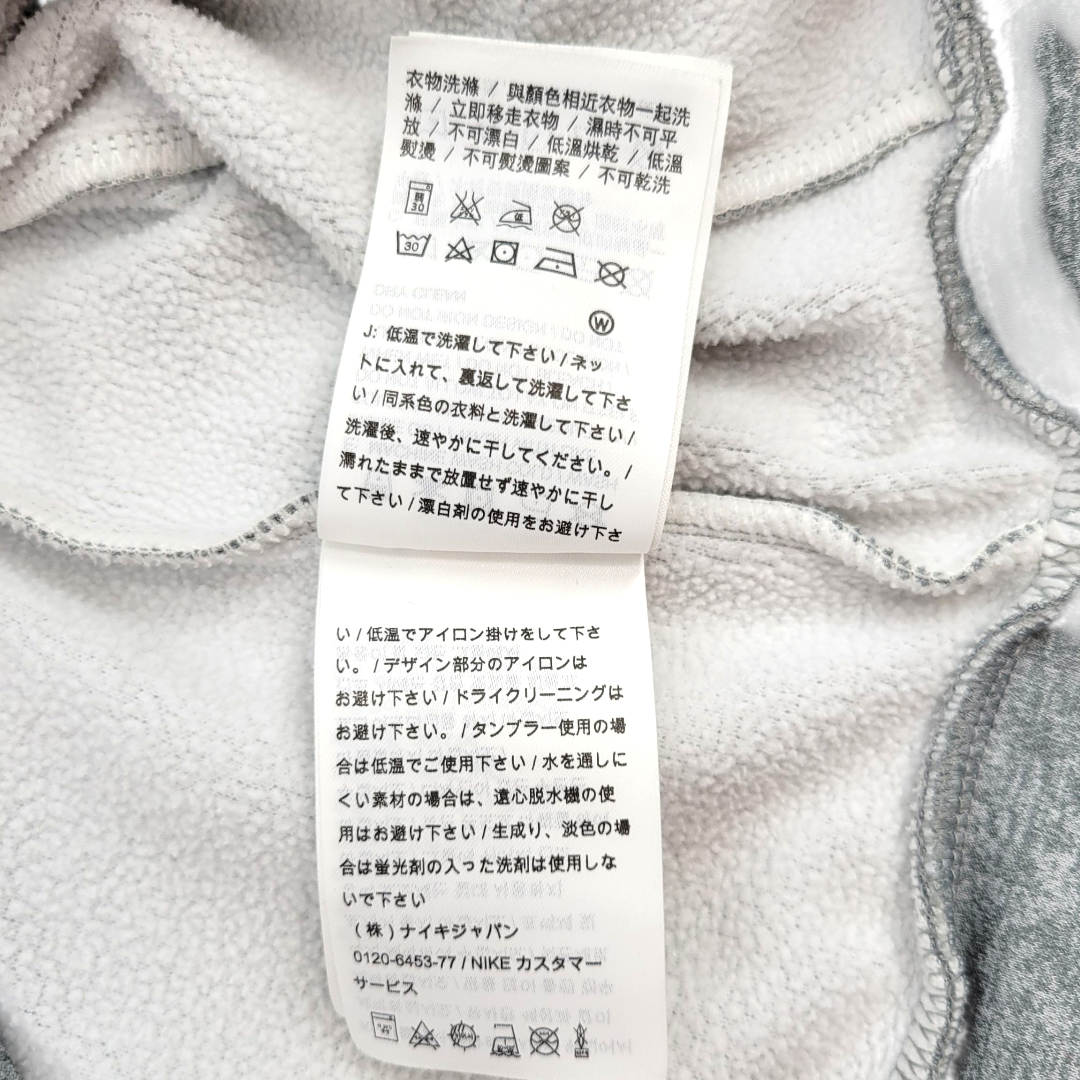 衣物洗滌 / 與顏色相近衣物一起洗
滌 / 立即移走衣物 / 濕時不可平
放 / 不可漂白 / 低溫烘乾 / 低溫
熨燙 / 不可熨燙圖案 / 不可乾洗
弱 30 低
30
W
J: 低温で洗濯して下さい / ネッ
トに入れて、裏返して洗濯して下さ
い / 同系色の衣料と洗濯して下さい /
洗濯後、速やかに干してください。 /
濡れたままで放置せず速やかに干し
て下さい / 漂白剤の使用をお避け下さ
い / 低温でアイロン掛けをして下さ
い。 / デザイン部分のアイロンは
お避け下さい / ドライクリーニングは
お避け下さい。 / タンブラー使用の場
合は低温でご使用下さい / 水を通しに
くい素材の場合は、遠心脱水機の使
用はお避け下さい / 生成り、淡色の場
合は蛍光剤の入った洗剤は使用しな
いで下さい
(株) ナイキジャパン
0120-6453-77 / NIKE カスタマー
サービス